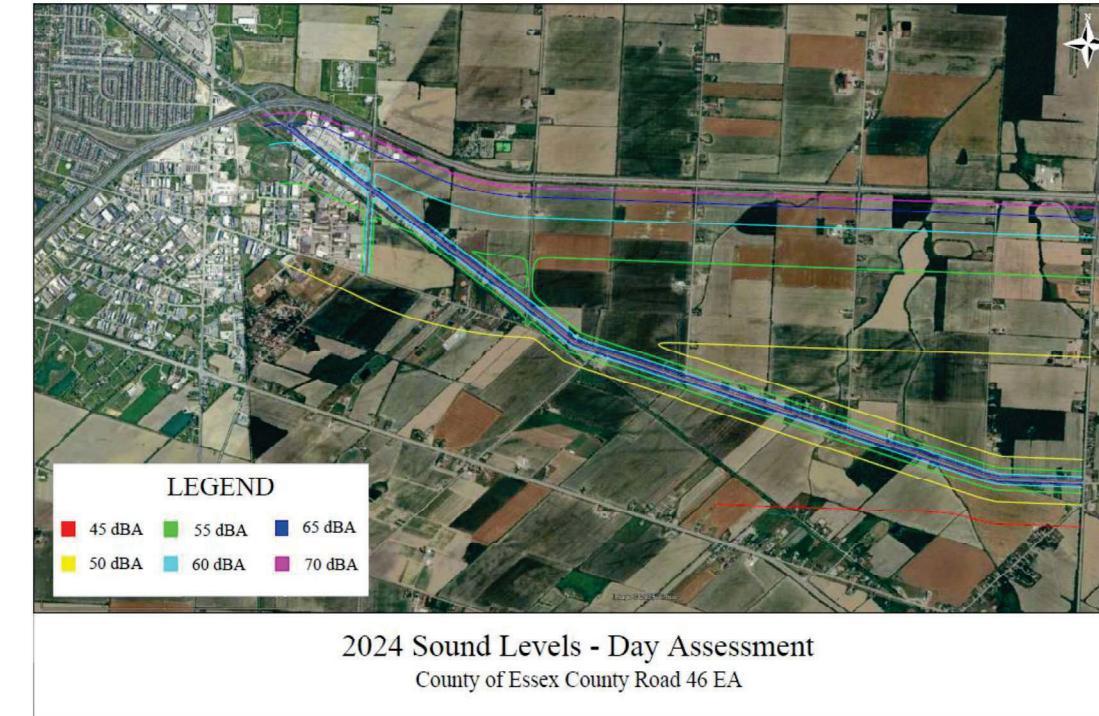 N
LEGEND
45 dBA
55 dBA
65 dBA
50 dBA
60 dBA
70 dBA
2024 Sound Levels - Day Assessment
County of Essex County Road 46 EA